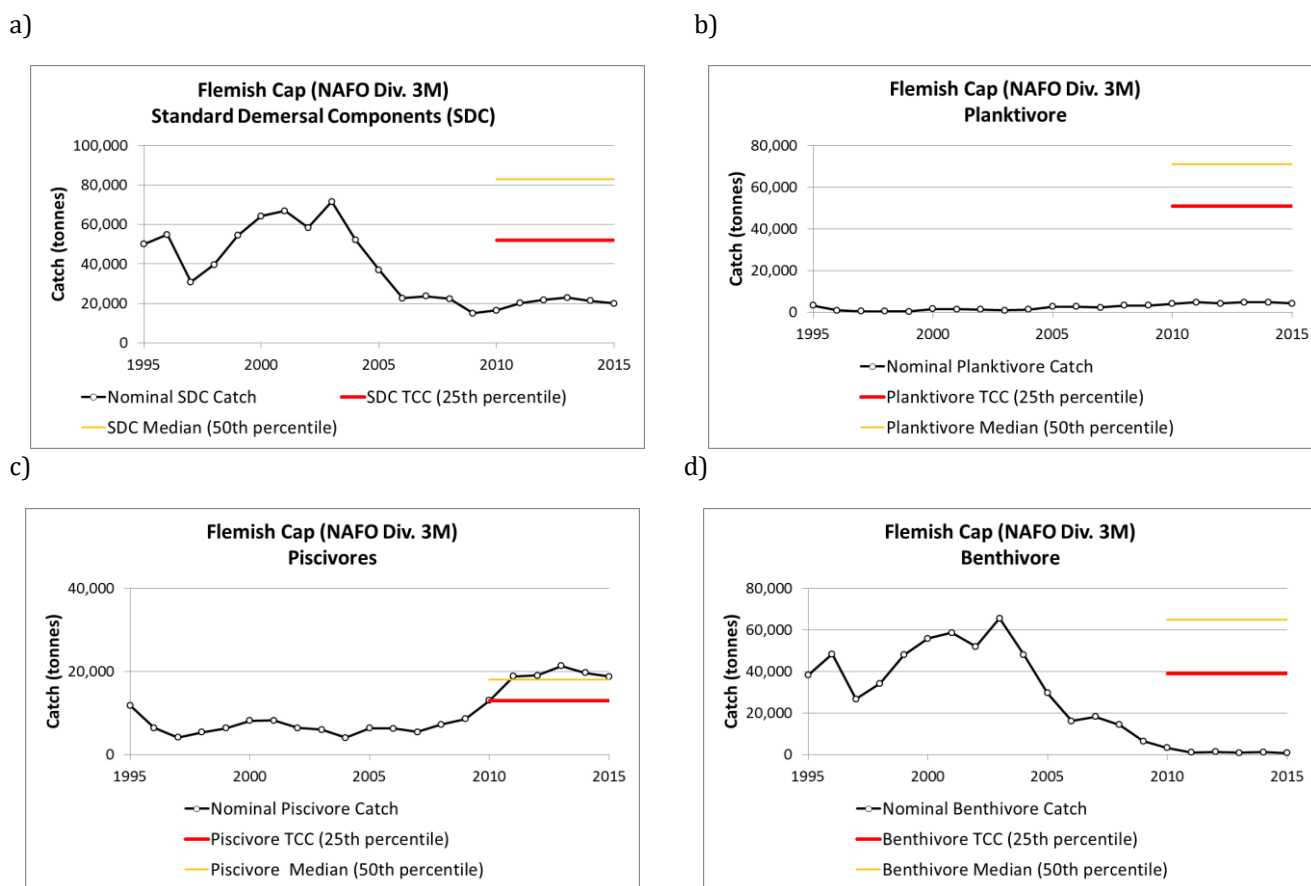 a)
Flemish Cap (NAFO Div. 3M)
Standard Demersal Components (SDC)
Catch (tonnes)
100,000
80,000
60,000
40,000
20,000
0
1995 2000 2005 2010 2015
Nominal SDC Catch SDC TCC (25th percentile)
SDC Median (50th percentile)
b)
Flemish Cap (NAFO Div. 3M)
Planktivore
Catch (tonnes)
80,000
60,000
40,000
20,000
0
1995 2000 2005 2010 2015
Nominal Planktivore Catch
Planktivore TCC (25th percentile)
Planktivore Median (50th percentile)
c)
Flemish Cap (NAFO Div. 3M)
Piscivores
Catch (tonnes)
40,000
20,000
0
1995 2000 2005 2010 2015
Nominal Piscivore Catch
Piscivore TCC (25th percentile)
Piscivore Median (50th percentile)
d)
Flemish Cap (NAFO Div. 3M)
Benthivore
Catch (tonnes)
80,000
60,000
40,000
20,000
0
1995 2000 2005 2010 2015
Nominal Benthivore Catch
Benthivore TCC (25th percentile)
Benthivore Median (50th percentile)